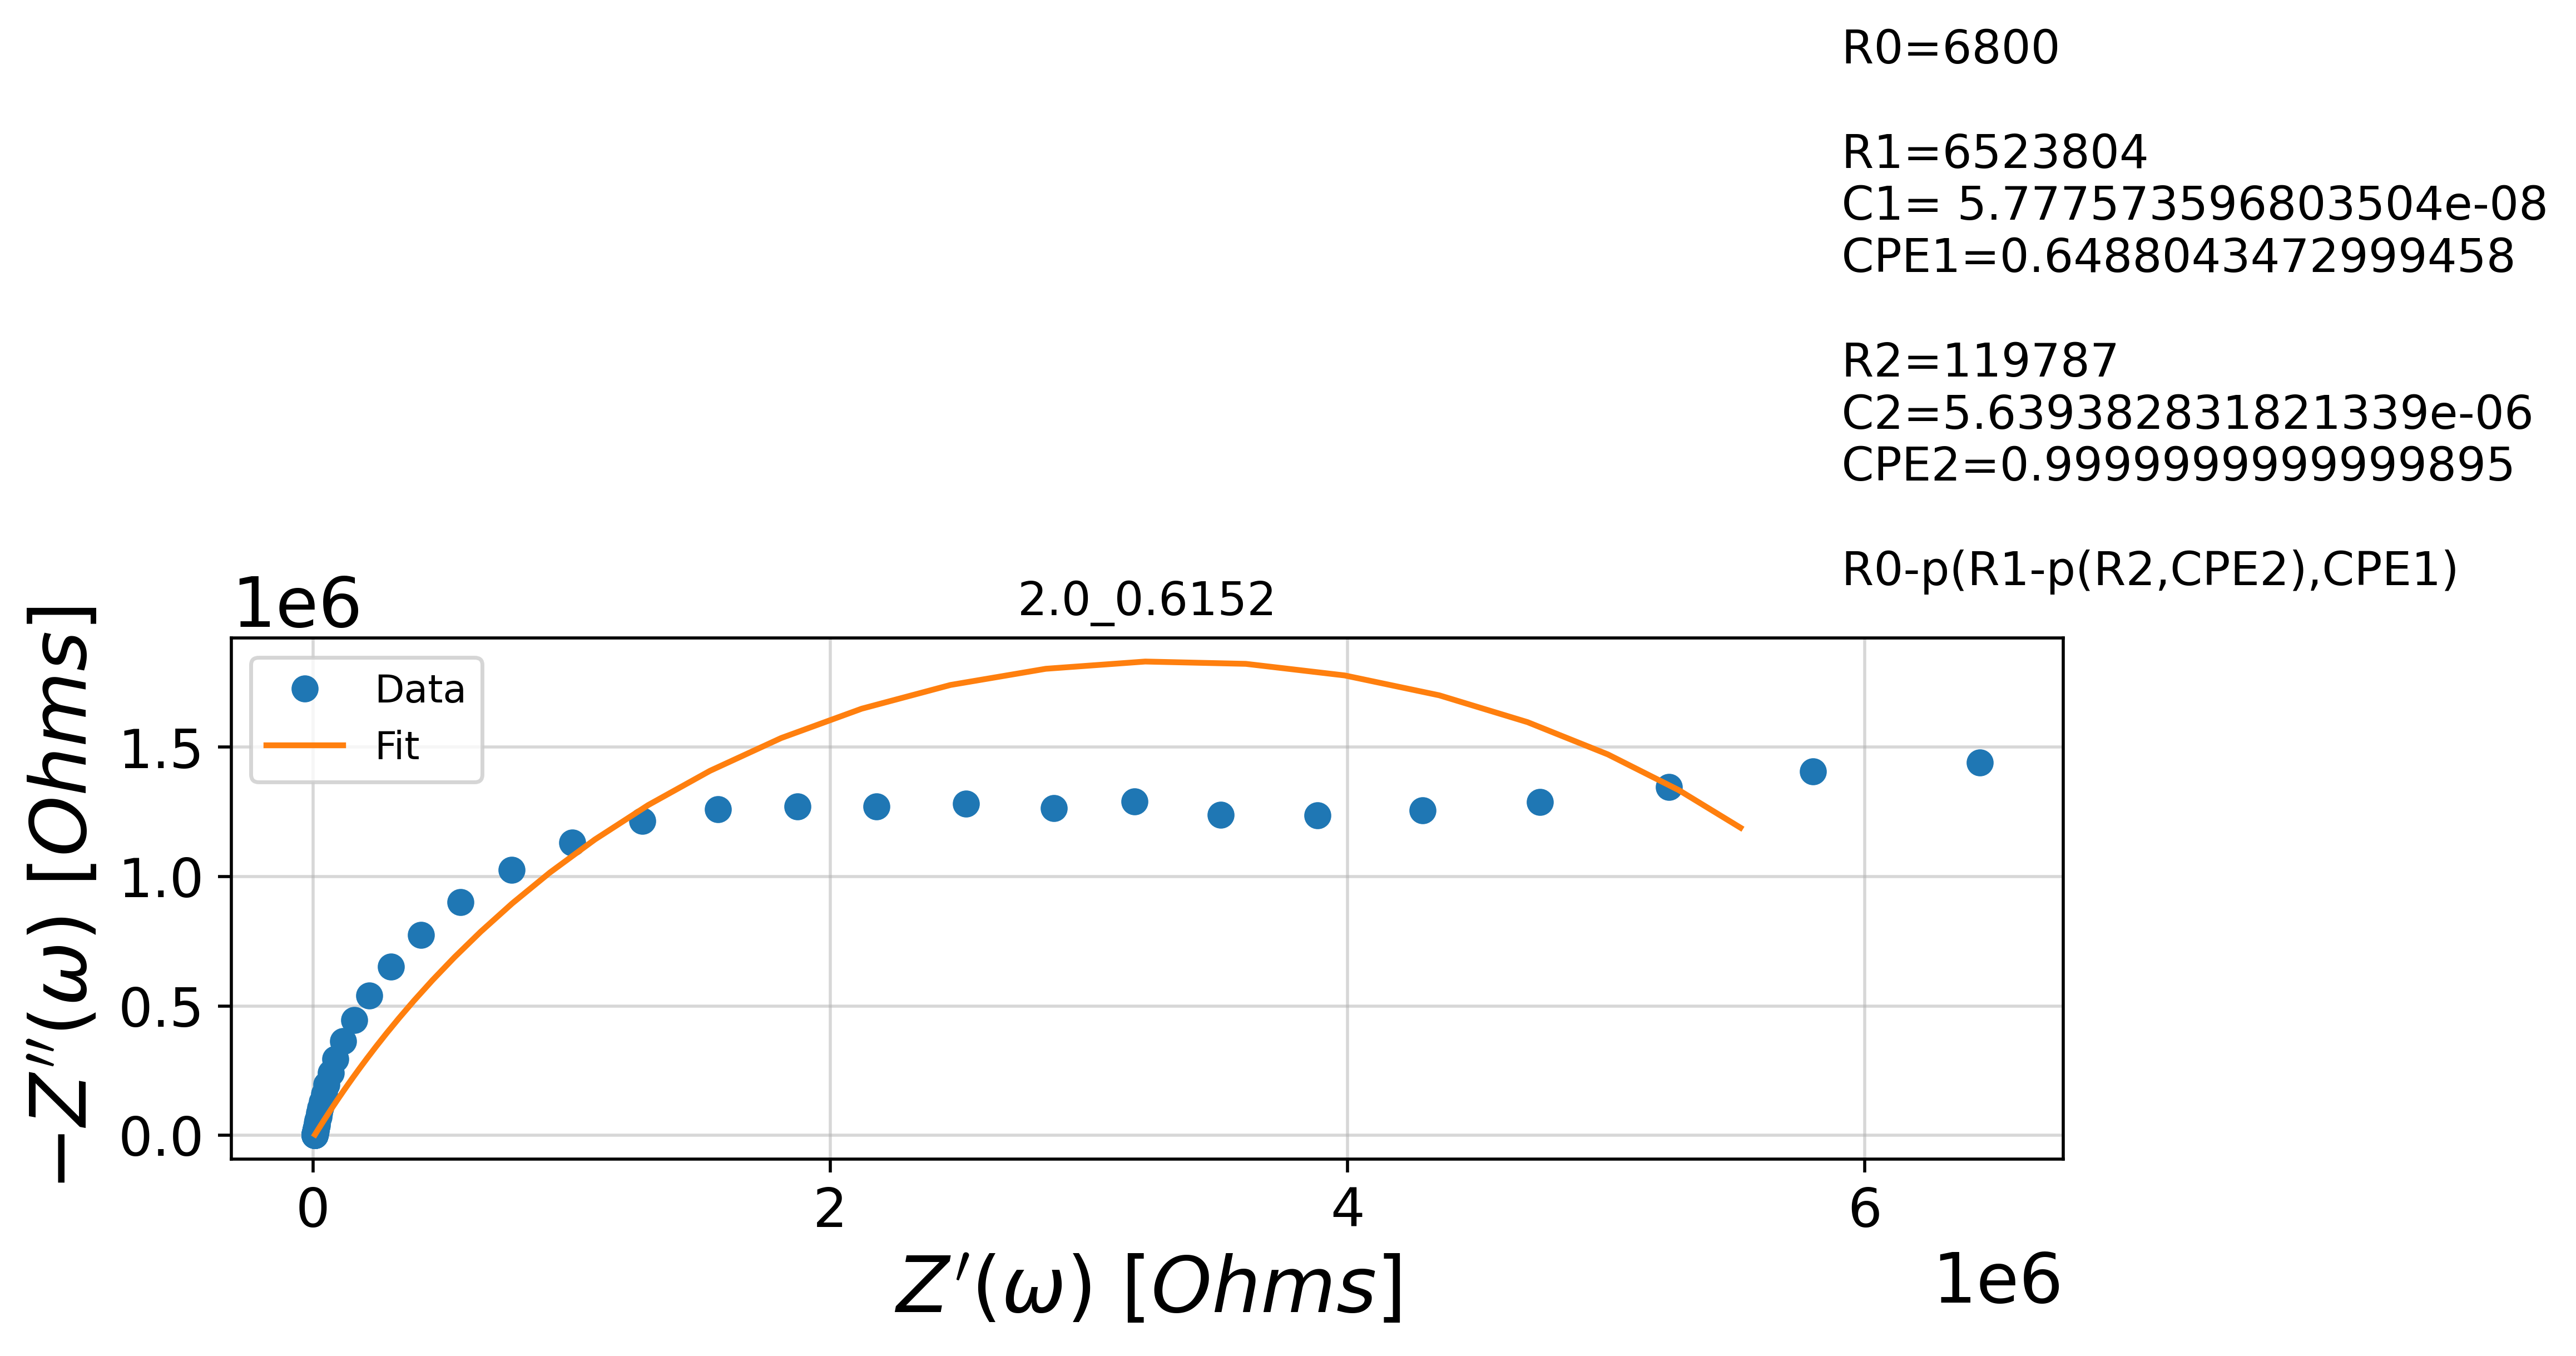 R0=6800
R1=6523804
C1= 5.777573596803504e-08
CPE1=0.6488043472999458
R2=119787
C2=5.639382831821339e-06
CPE2=0.9999999999999895
R0-p(R1-p(R2,CPE2),CPE1)
1e6
2.0_0.6152
Data
Fit
−Z′′(ω) [Ohms]
1.5
1.0
0.5
0.0
0 2 4 6
Z′(ω) [Ohms]
1e6